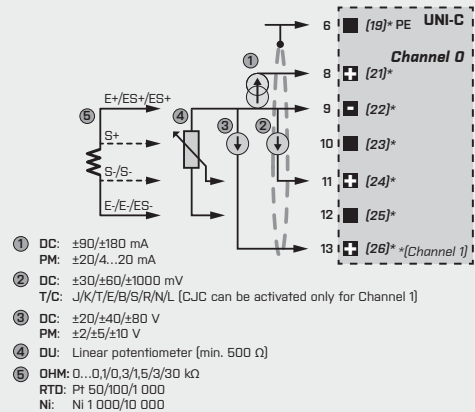 6 [19]* PE UNI-C
Channel 0
1
8 + [21]*
E+/ES+/ES+
5 4 9 - [22]*
S+
3 2
10 [23]*
S-/S-
11 + [24]*
E-/E-/ES-
12 [25]*
13 + [26]* *(Channel 1)
1 DC: ±90/±180 mA
PM: ±20/4...20 mA
2 DC: ±30/±60/±1000 mV
T/C: J/K/T/E/B/S/R/N/L (CJC can be activated only for Channel 1)
3 DC: ±20/±40/±80 V
PM: ±2/±5/±10 V
4 DU: Linear potentiometer (min. 500 Ω)
5 OHM: 0...0,1/0,3/1,5/3/30 kΩ
RTD: Pt 50/100/1 000
Ni: Ni 1 000/10 000